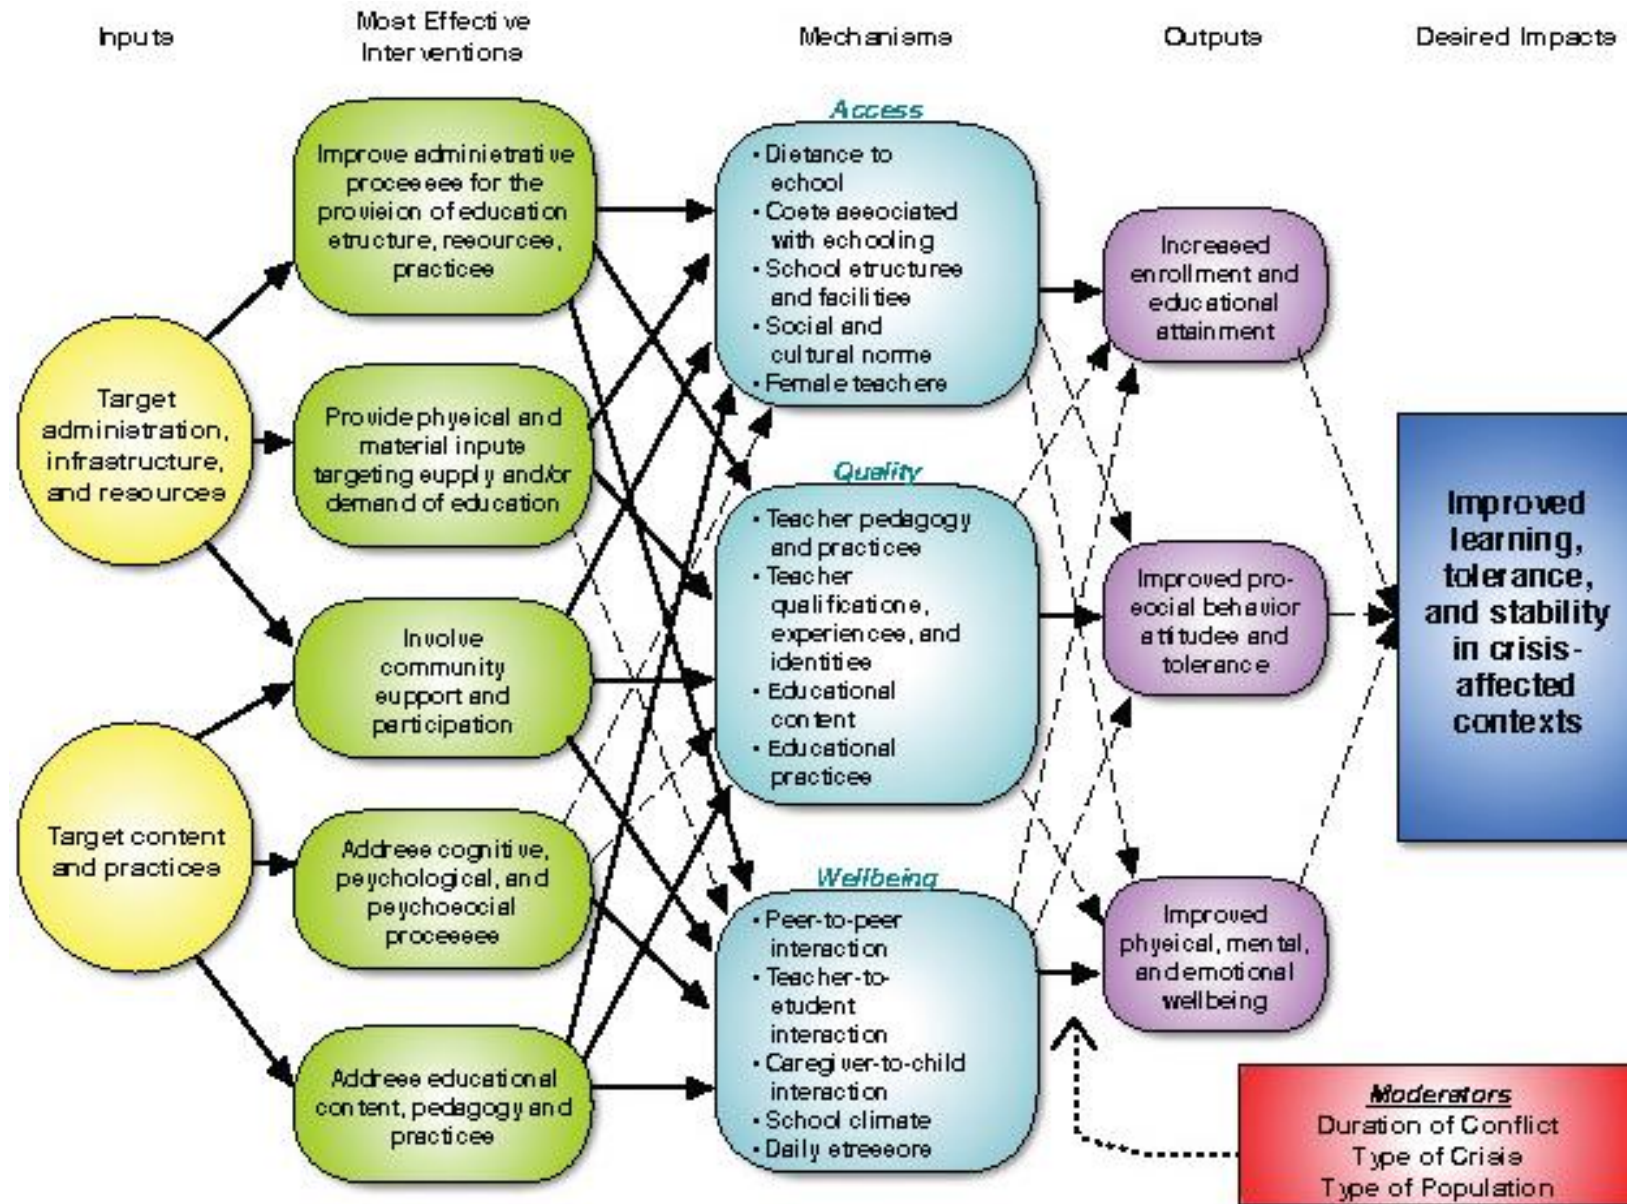 Inputs
Most Effective
Interventions
Mechanisms
Outputs
Desired Impacts
Target
administration,
infrastructure,
and resources
Target content
and practices
Improve administrative
processes for the
provision of education
structure, resources,
practices
Provide physical and
material inputs
targeting supply and/or
demand of education
Involve
community
support and
participation
Address cognitive,
psychological, and
psychosocial
processes
Address educational
content, pedagogy and
practices
Access
• Distance to
school
• Costs associated
with schooling
• School structures
and facilities
• Social and
cultural norms
• Female teachers
Quality
• Teacher pedagogy
and practices
• Teacher
qualifications,
experiences, and
identities
• Educational
content
• Educational
practices
Wellbeing
• Peer-to-peer
interaction
• Teacher-to-
student
interaction
• Caregiver-to-child
interaction
• School climate
• Daily stressors
Increased
enrollment and
educational
attainment
Improved pro-
social behavior
attitudes and
tolerance
Improved
physical, mental,
and emotional
wellbeing
Improved
learning,
tolerance,
and stability
in crisis-
affected
contexts
Moderators
Duration of Conflict
Type of Crisis
Type of Population